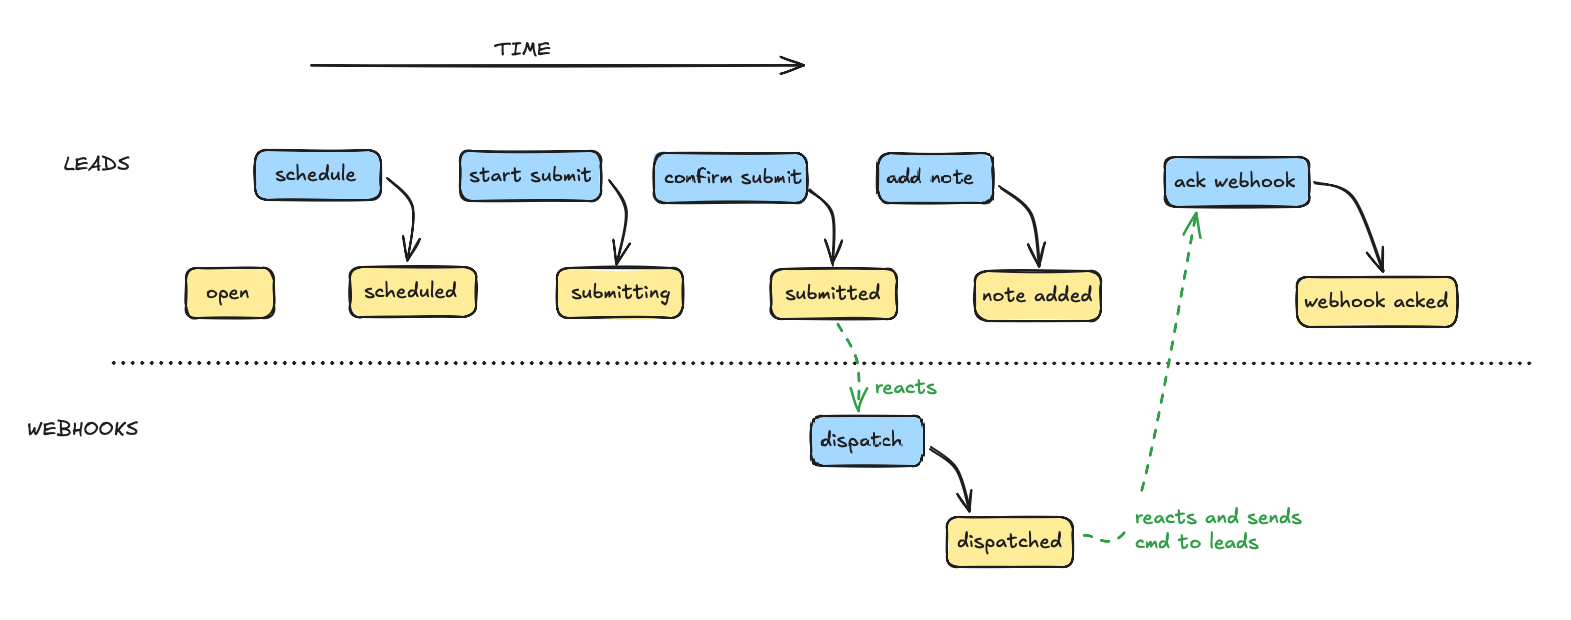 TIME
LEADS
schedule
start submit
confirm submit
add note
ack webhook
open
scheduled
submitting
submitted
note added
webhook acked
reacts
WEBHOOKS
dispatch
dispatched
reacts and sends
cmd to leads